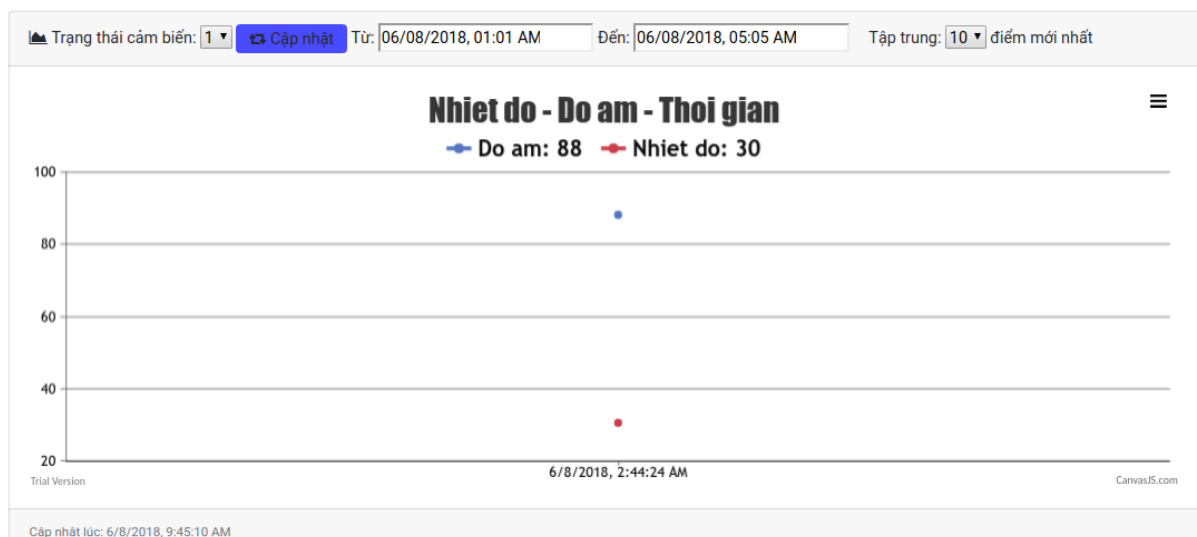 Trạng thái cảm biến: 1 Cập nhật Từ: 06/08/2018, 01:01 AM Đến: 06/08/2018, 05:05 AM Tập trung: 10 điểm mới nhất
Nhiet do - Do am - Thoi gian
Do am: 88 Nhiet do: 30
100
80
60
40
20
6/8/2018, 2:44:24 AM
Trial Version CanvasJS.com
Cập nhật lúc: 6/8/2018, 9:45:10 AM